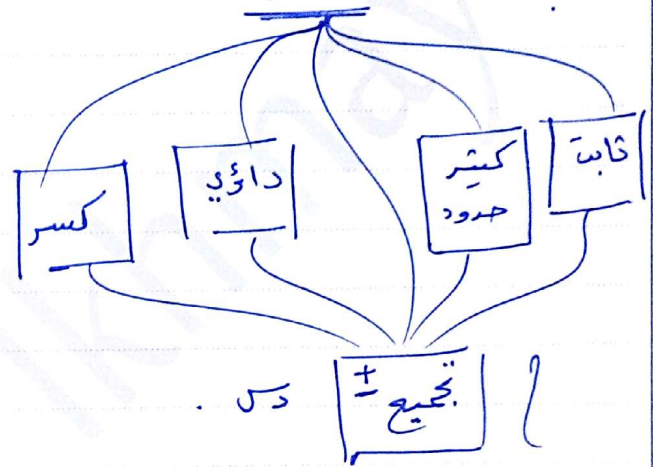 ثابت
كثير
حدود
دائري
كسر
تجميع ±
دس .